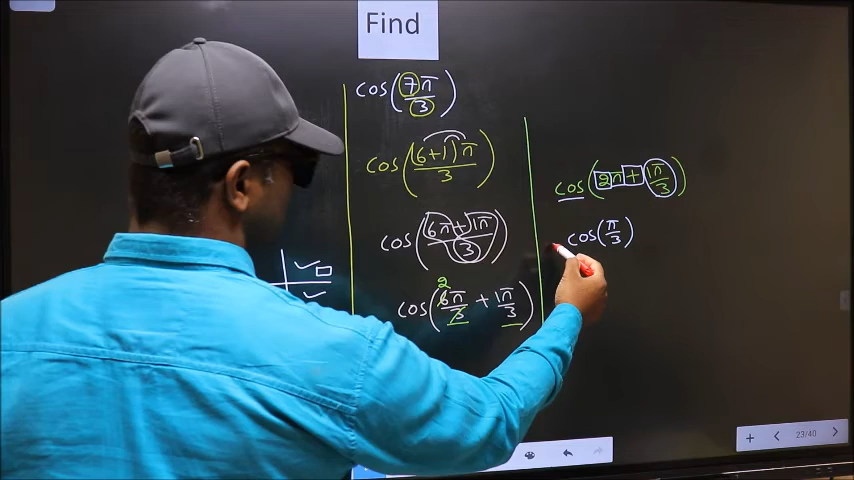 Find
cos(7π/3)
cos((6+1)π/3)
cos((6π+1π)/3)
2
cos(6π/3 + 1π/3)
cos(2π + 1π/3)
cos(π/3)
23/40